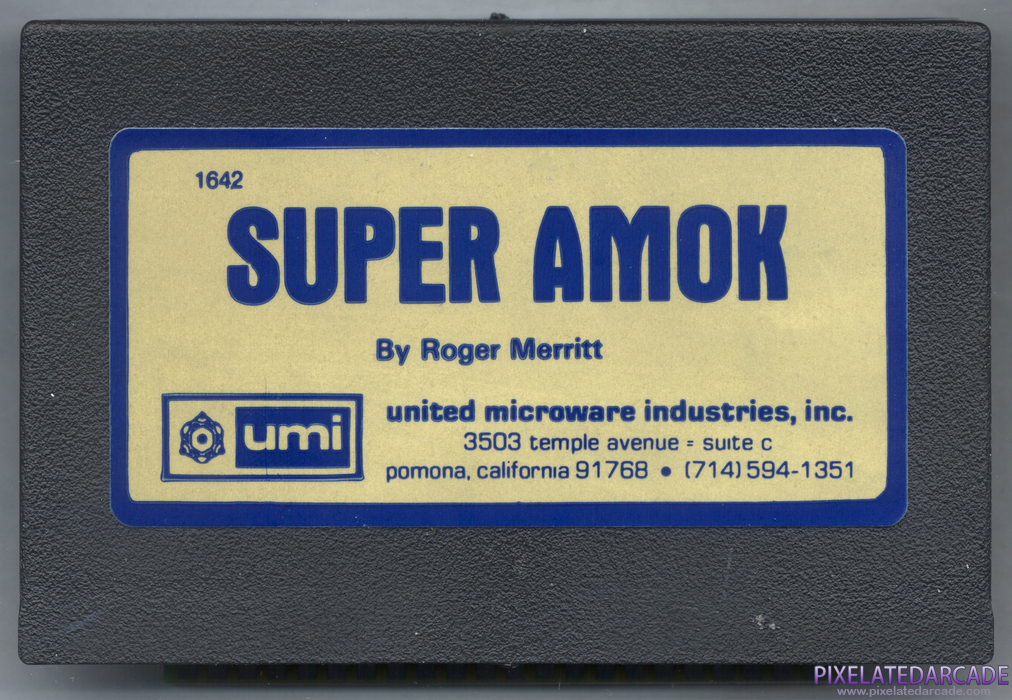 1642
SUPER AMOK
By Roger Merritt
umi
united microware industries, inc.
3503 temple avenue - suite c
pomona, california 91768 • (714) 594-1351
PIXELATEDARCADE
www.pixelatedarcade.com